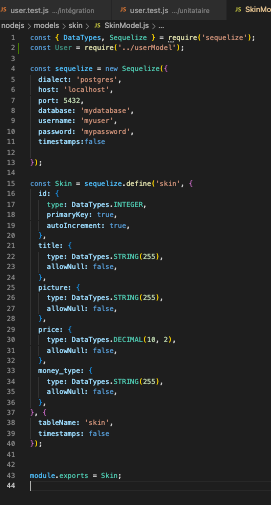 user.test.js .../intégration user.test.js .../unitaire SkinMo
nodejs > models > skin > SkinModel.js > ...
1 const { DataTypes, Sequelize } = require('sequelize');
2 const User = require('../userModel');
3
4 const sequelize = new Sequelize({
5 dialect: 'postgres',
6 host: 'localhost',
7 port: 5432,
8 database: 'mydatabase',
9 username: 'myuser',
10 password: 'mypassword',
11 timestamps:false
12
13 });
14
15 const Skin = sequelize.define('skin', {
16 id: {
17 type: DataTypes.INTEGER,
18 primaryKey: true,
19 autoIncrement: true,
20 },
21 title: {
22 type: DataTypes.STRING(255),
23 allowNull: false,
24 },
25 picture: {
26 type: DataTypes.STRING(255),
27 allowNull: false,
28 },
29 price: {
30 type: DataTypes.DECIMAL(10, 2),
31 allowNull: false,
32 },
33 money_type: {
34 type: DataTypes.STRING(255),
35 allowNull: false,
36 },
37 }, {
38 tableName: 'skin',
39 timestamps: false
40 });
41
42
43 module.exports = Skin;
44